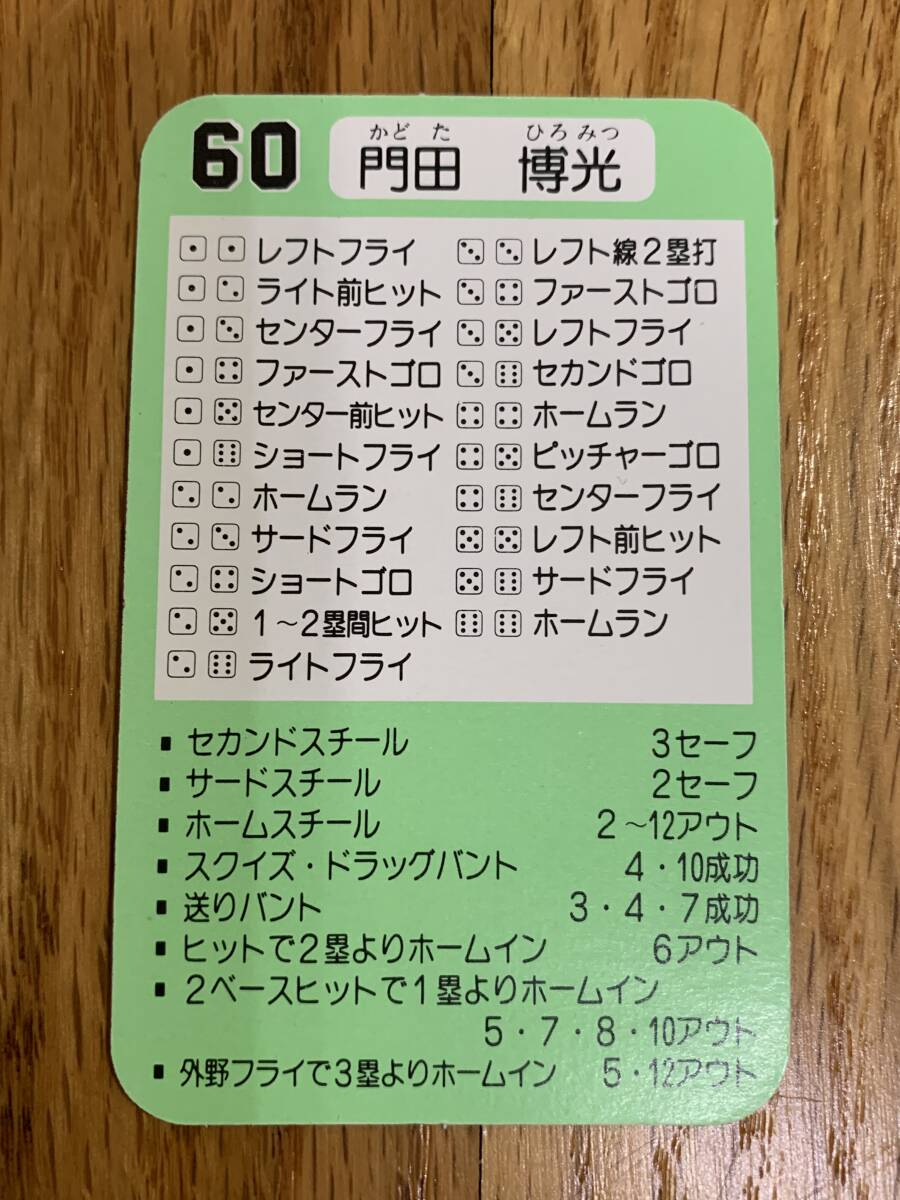 60
かどた ひろみつ
門田 博光
レフトフライ
ライト前ヒット
センターフライ
ファーストゴロ
センター前ヒット
ショートフライ
ホームラン
サードフライ
ショートゴロ
1～2塁間ヒット
ライトフライ
レフト線2塁打
ファーストゴロ
レフトフライ
セカンドゴロ
ホームラン
ピッチャーゴロ
センターフライ
レフト前ヒット
サードフライ
ホームラン
▪ セカンドスチール 3セーフ
▪ サードスチール 2セーフ
▪ ホームスチール 2～12アウト
▪ スクイズ・ドラッグバント 4・10成功
▪ 送りバント 3・4・7成功
▪ ヒットで2塁よりホームイン 6アウト
▪ 2ベースヒットで1塁よりホームイン
5・7・8・10アウト
▪ 外野フライで3塁よりホームイン 5・12アウト